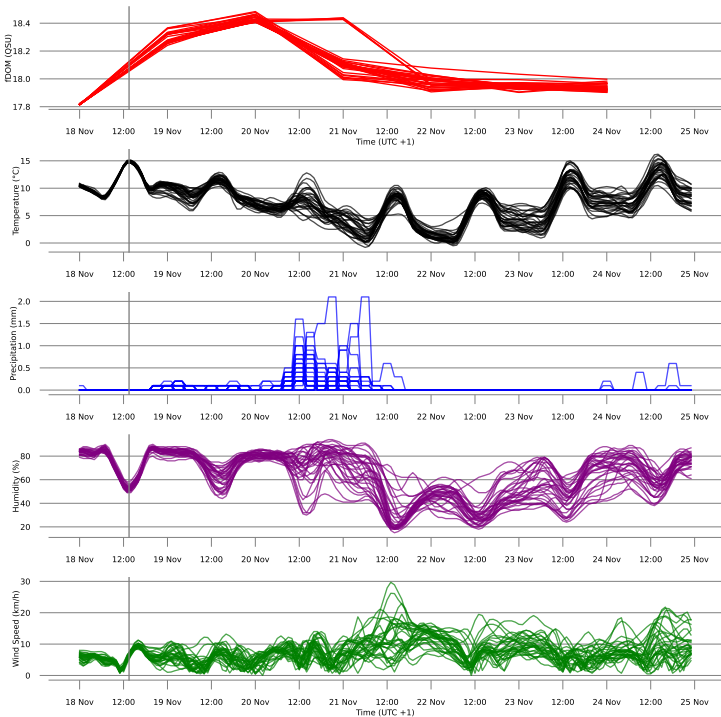 fDOM (QSU)
18.4
18.2
18.0
17.8
18 Nov 12:00 19 Nov 12:00 20 Nov 12:00 21 Nov 12:00 22 Nov 12:00 23 Nov 12:00 24 Nov 12:00 25 Nov
Time (UTC +1)
Temperature (°C)
15
10
5
0
18 Nov 12:00 19 Nov 12:00 20 Nov 12:00 21 Nov 12:00 22 Nov 12:00 23 Nov 12:00 24 Nov 12:00 25 Nov
Precipitation (mm)
2.0
1.5
1.0
0.5
0.0
18 Nov 12:00 19 Nov 12:00 20 Nov 12:00 21 Nov 12:00 22 Nov 12:00 23 Nov 12:00 24 Nov 12:00 25 Nov
Humidity (%)
80
60
40
20
18 Nov 12:00 19 Nov 12:00 20 Nov 12:00 21 Nov 12:00 22 Nov 12:00 23 Nov 12:00 24 Nov 12:00 25 Nov
Wind Speed (km/h)
30
20
10
0
18 Nov 12:00 19 Nov 12:00 20 Nov 12:00 21 Nov 12:00 22 Nov 12:00 23 Nov 12:00 24 Nov 12:00 25 Nov
Time (UTC +1)